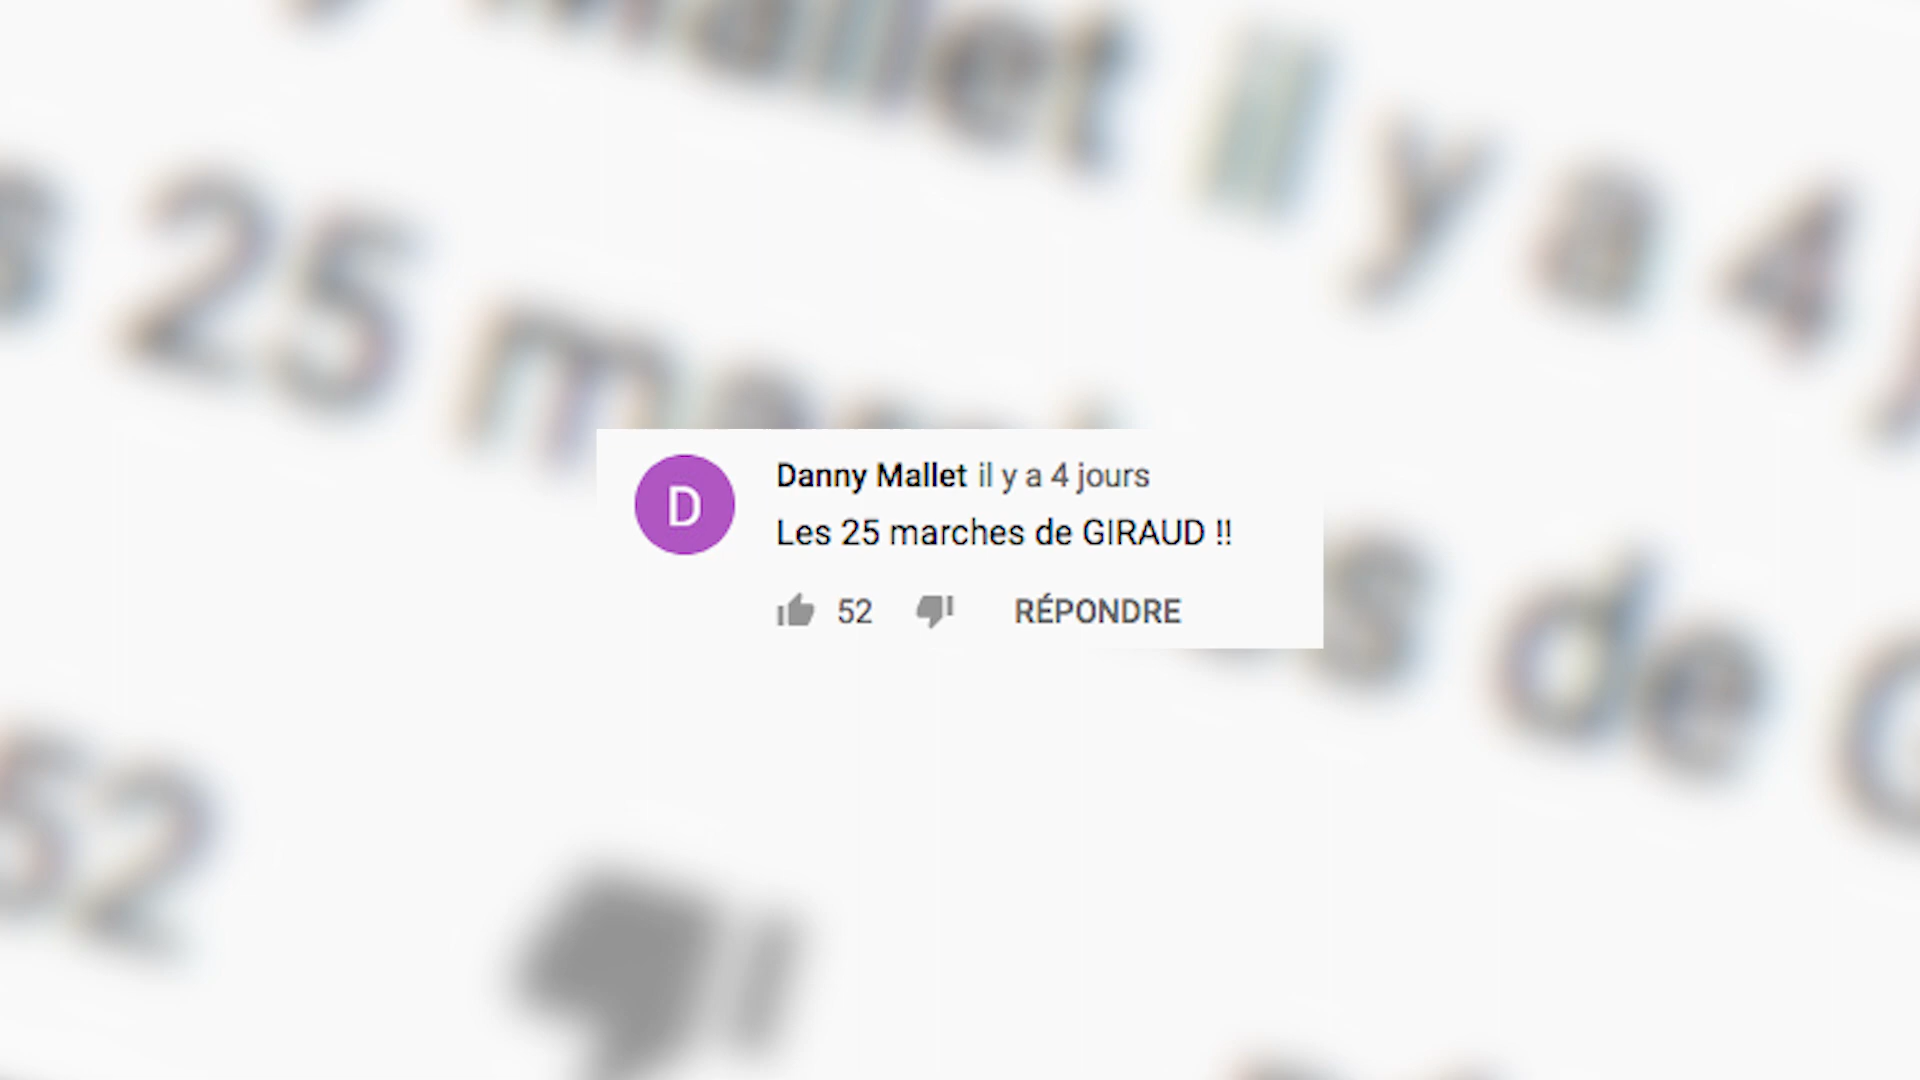 D
Danny Mallet il y a 4 jours
Les 25 marches de GIRAUD !!
52 RÉPONDRE